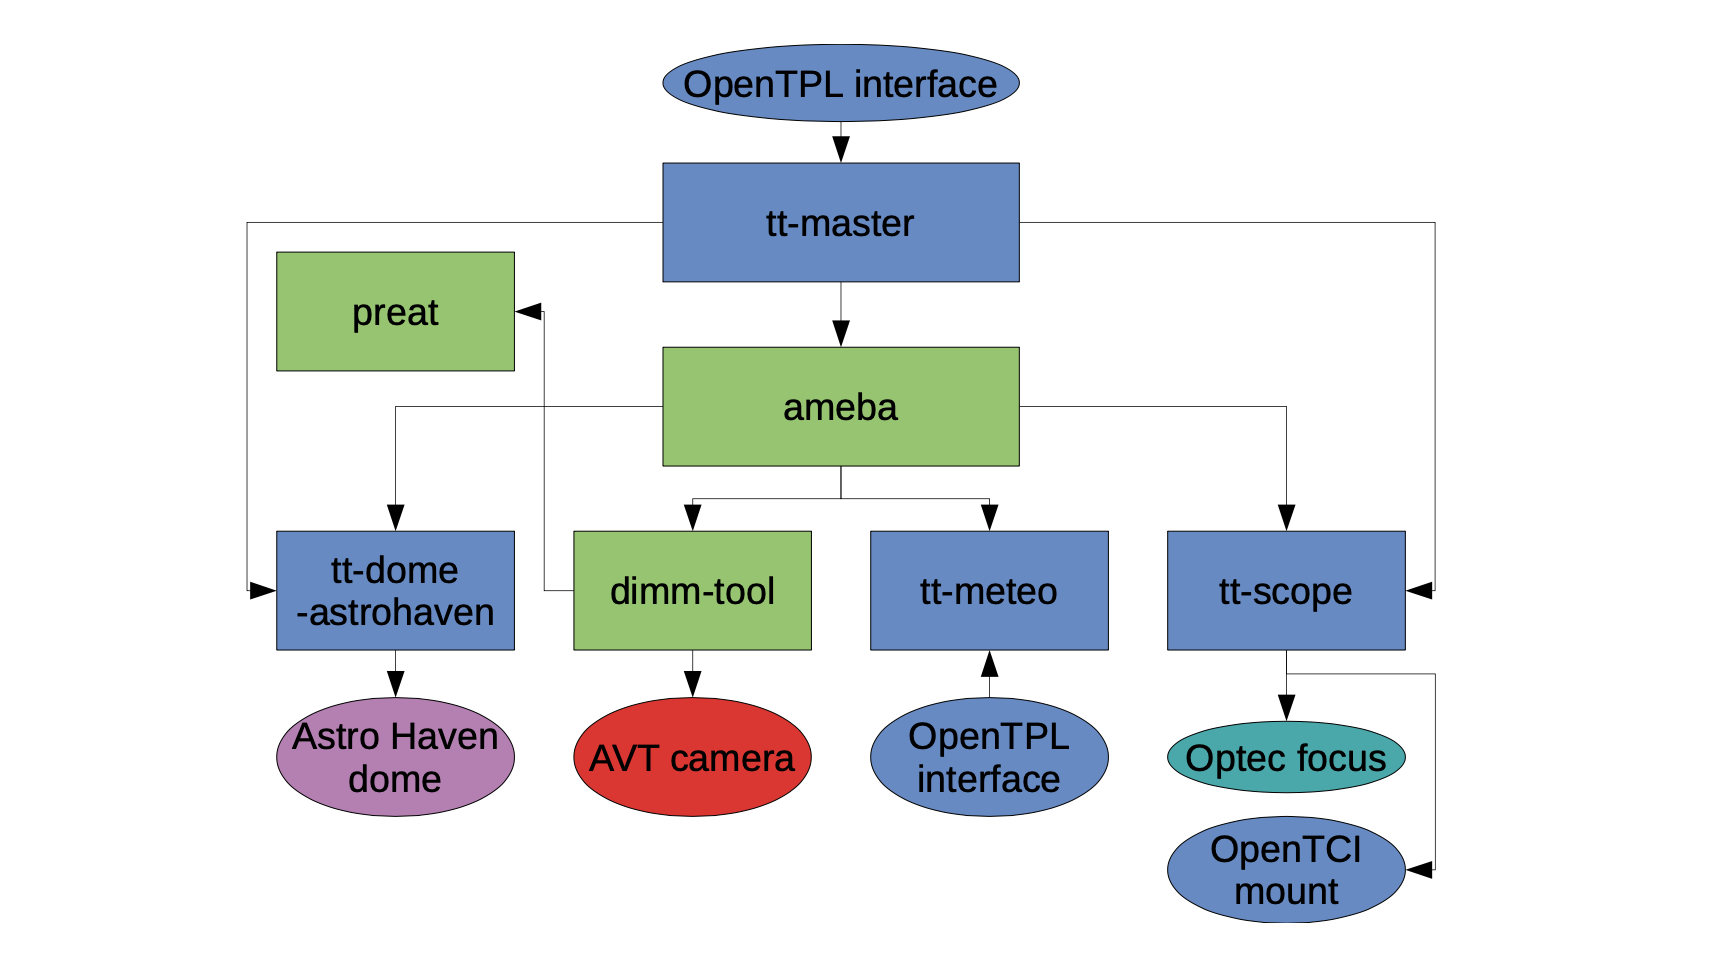 OpenTPL interface
tt-master
preat
ameba
tt-dome
-astrohaven
dimm-tool
tt-meteo
tt-scope
Astro Haven
dome
AVT camera
OpenTPL
interface
Optec focus
OpenTCI
mount